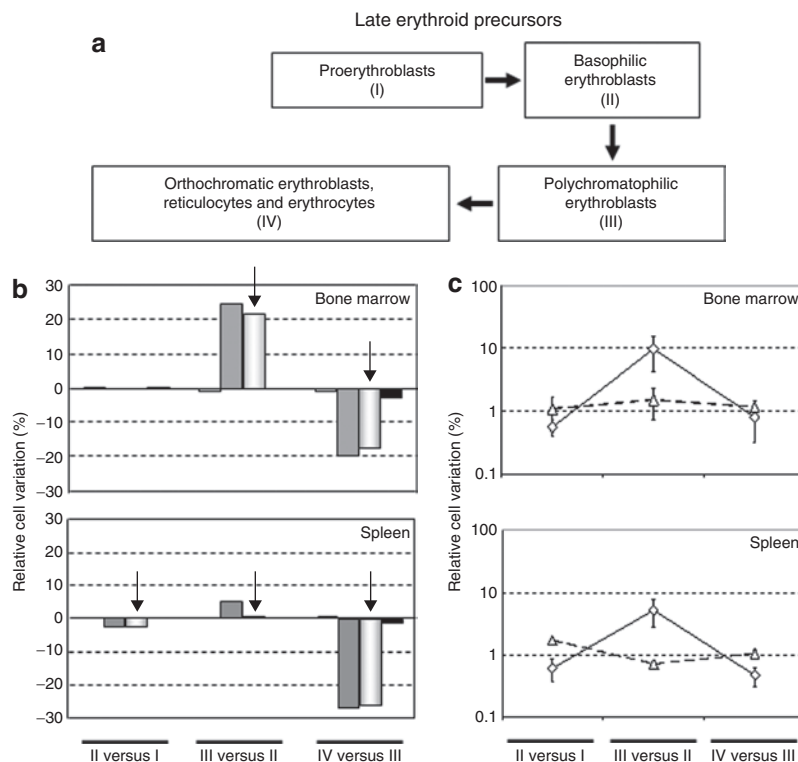 Late erythroid precursors
a
Proerythroblasts
(I)
Basophilic
erythroblasts
(II)
Orthochromatic erythroblasts,
reticulocytes and erythrocytes
(IV)
Polychromatophilic
erythroblasts
(III)
b
Relative cell variation (%)
30
20
10
0
−10
−20
−30
Bone marrow
30
20
10
0
−10
−20
−30
Spleen
II versus I
III versus II
IV versus III
c
Relative cell variation (%)
100
10
1
0.1
Bone marrow
100
10
1
0.1
Spleen
II versus I
III versus II
IV versus III